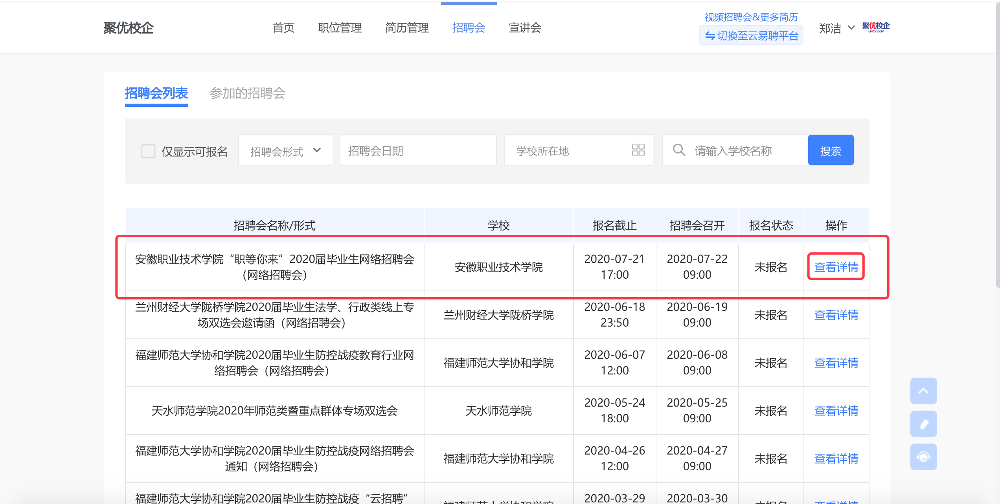 聚优校企
首页
职位管理
简历管理
招聘会
宣讲会
视频招聘会&更多简历
切换至云易聘平台
郑洁
聚优校企
un2co.com
招聘会列表
参加的招聘会
仅显示可报名
招聘会形式
招聘会日期
学校所在地
请输入学校名称
搜索
招聘会名称/形式
学校
报名截止
招聘会召开
报名状态
操作
安徽职业技术学院“职等你来”2020届毕业生网络招聘会
（网络招聘会）
安徽职业技术学院
2020-07-21
17:00
2020-07-22
09:00
未报名
查看详情
兰州财经大学陇桥学院2020届毕业生法学、行政类线上专
场双选会邀请函（网络招聘会）
兰州财经大学陇桥学院
2020-06-18
23:50
2020-06-19
09:00
未报名
查看详情
福建师范大学协和学院2020届毕业生防控战疫教育行业网
络招聘会（网络招聘会）
福建师范大学协和学院
2020-06-07
12:00
2020-06-08
09:00
未报名
查看详情
天水师范学院2020年师范类暨重点群体专场双选会
天水师范学院
2020-05-24
18:00
2020-05-25
09:00
未报名
查看详情
福建师范大学协和学院2020届毕业生防控战疫网络招聘会
通知（网络招聘会）
福建师范大学协和学院
2020-04-26
12:00
2020-04-27
09:00
未报名
查看详情
福建师范大学协和学院2020届毕业生防控战疫“云招聘”
2020-03-29
2020-03-30